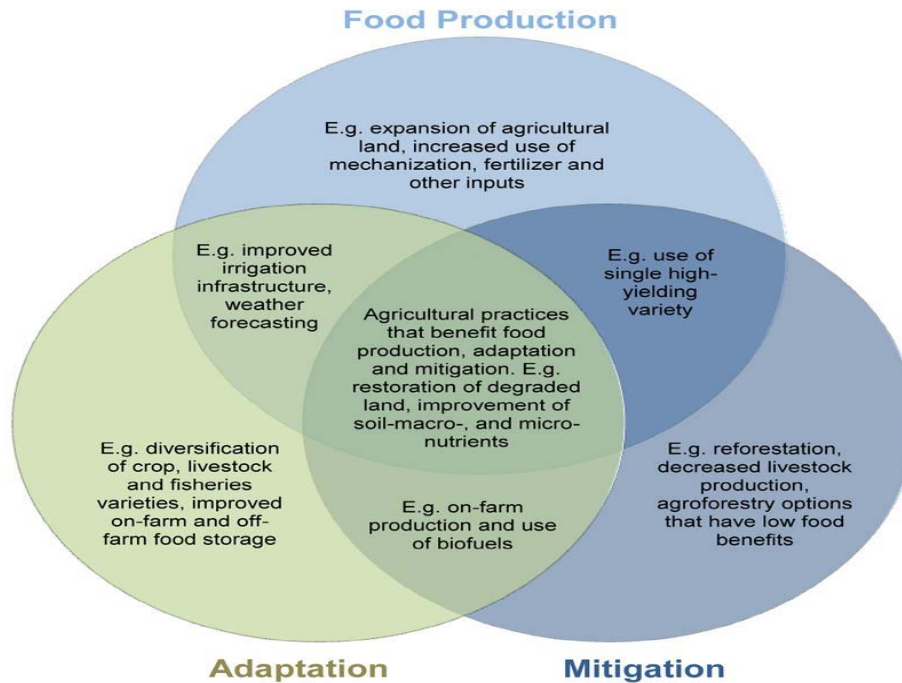 Food Production
E.g. expansion of agricultural
land, increased use of
mechanization, fertilizer and
other inputs
E.g. improved
irrigation
infrastructure,
weather
forecasting
E.g. use of
single high-
yielding
variety
Agricultural practices
that benefit food
production, adaptation
and mitigation. E.g.
restoration of degraded
land, improvement of
soil-macro-, and micro-
nutrients
E.g. diversification
of crop, livestock
and fisheries
varieties, improved
on-farm and off-
farm food storage
E.g. on-farm
production and use
of biofuels
E.g. reforestation,
decreased livestock
production,
agroforestry options
that have low food
benefits
Adaptation
Mitigation